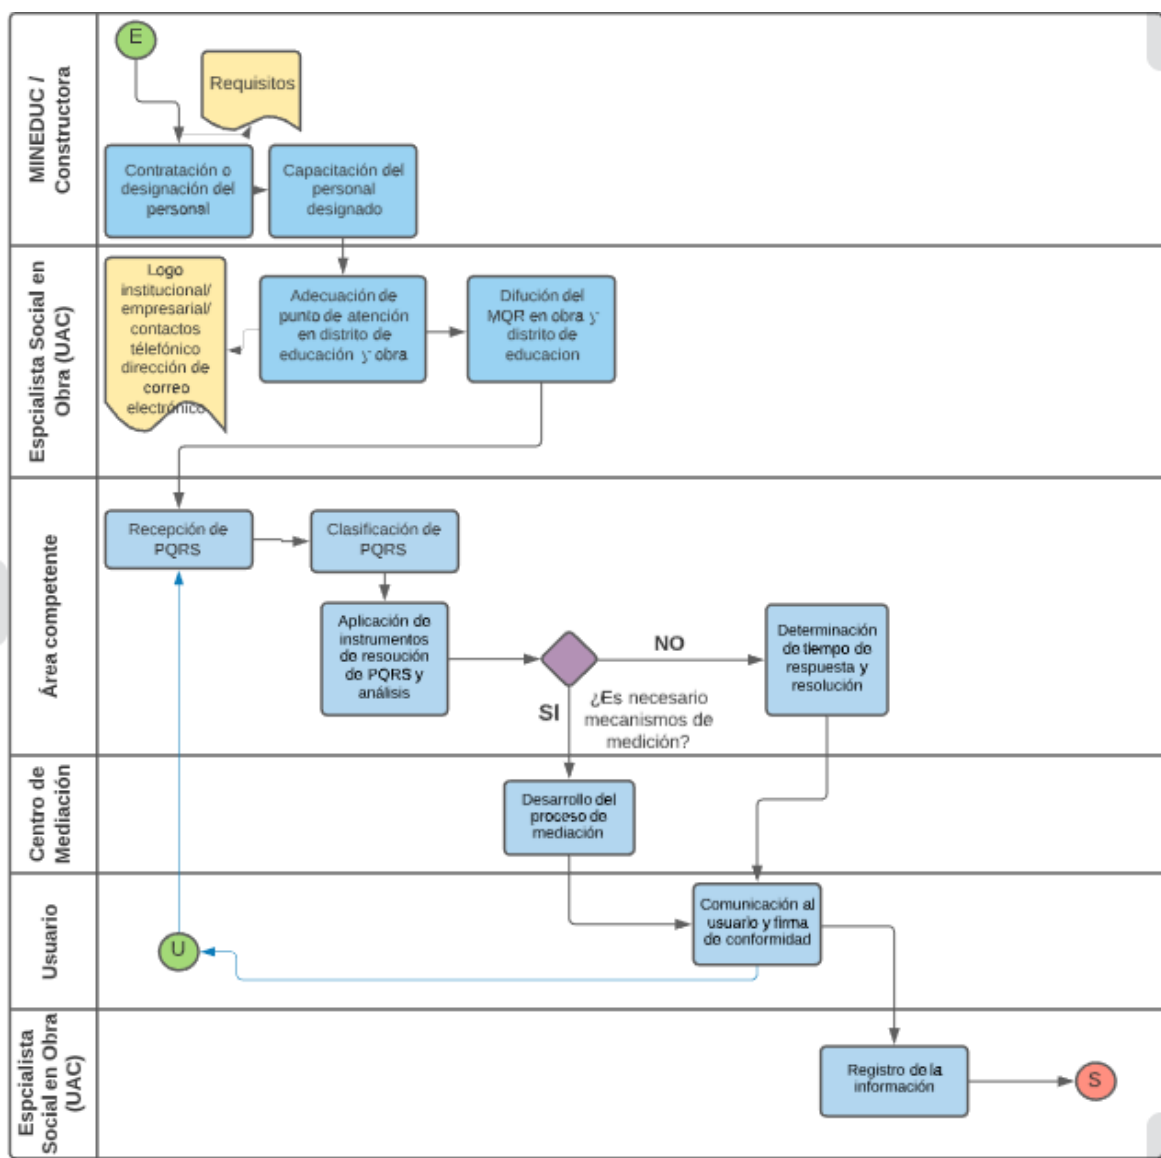 MINEDUC /
Constructora
E
Requisitos
Contratación o
designación del
personal
Capacitación del
personal
designado
Espcialista Social en
Obra (UAC)
Logo
institucional/
empresarial/
contactos
télefónico
dirección de
correo
electrónico
Adecuación de
punto de atención
en distrito de
educación y obra
Difución del
MQR en obra y
distrito de
educacion
Área competente
Recepción de
PQRS
Clasificación de
PQRS
Aplicación de
instrumentos
de resoución
de PQRS y
análisis
NO
SI
¿Es necesario
mecanismos de
medición?
Determinación
de tiempo de
respuesta y
resolución
Centro de
Mediación
Desarrollo del
proceso de
mediación
Usuario
U
Comunicación al
usuario y firma
de conformidad
Espcialista
Social en Obra
(UAC)
Registro de la
información
S